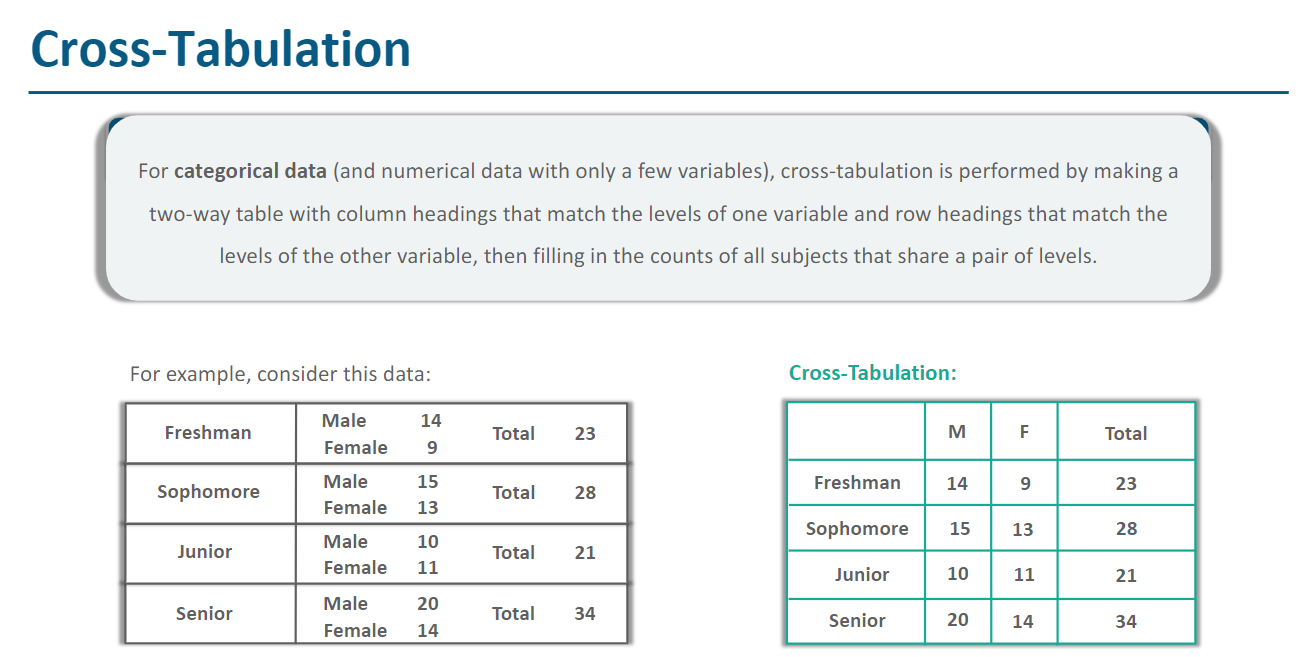 Cross-Tabulation
For categorical data (and numerical data with only a few variables), cross-tabulation is performed by making a
two-way table with column headings that match the levels of one variable and row headings that match the
levels of the other variable, then filling in the counts of all subjects that share a pair of levels.
For example, consider this data:
Freshman Male 14 Total 23
Female 9
Sophomore Male 15 Total 28
Female 13
Junior Male 10 Total 21
Female 11
Senior Male 20 Total 34
Female 14
Cross-Tabulation:
M F Total
Freshman 14 9 23
Sophomore 15 13 28
Junior 10 11 21
Senior 20 14 34